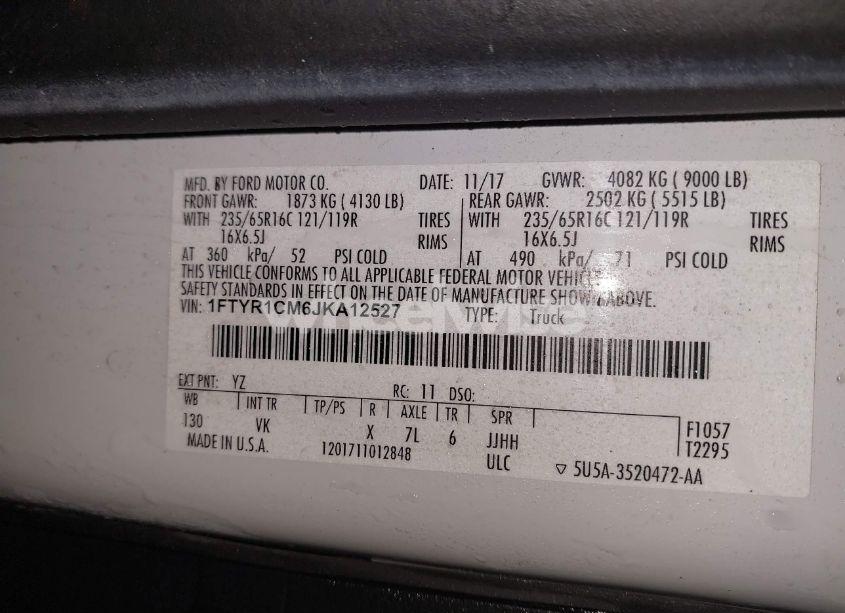 MFD. BY FORD MOTOR CO. DATE: 11/17 GVWR: 4082 KG ( 9000 LB)
FRONT GAWR: 1873 KG ( 4130 LB) REAR GAWR: 2502 KG ( 5515 LB)
WITH 235/65R16C 121/119R TIRES WITH 235/65R16C 121/119R TIRES
16X6.5J RIMS 16X6.5J RIMS
AT 360 kPa/ 52 PSI COLD AT 490 kPa/ 71 PSI COLD
THIS VEHICLE CONFORMS TO ALL APPLICABLE FEDERAL MOTOR
SAFETY STANDARDS IN EFFECT ON THE DATE OF MANUFACTURE SHOWN ABOVE.
VIN: 1FTYR1CM6JKA12527 TYPE: Truck
EXT PNT: YZ RC: 11 DSO:
WB INT TR TP/PS R AXLE TR SPR
130 VK X 7L 6 JJHH F1057
MADE IN U.S.A. 1201711012848 ULC T2295
5U5A-3520472-AA